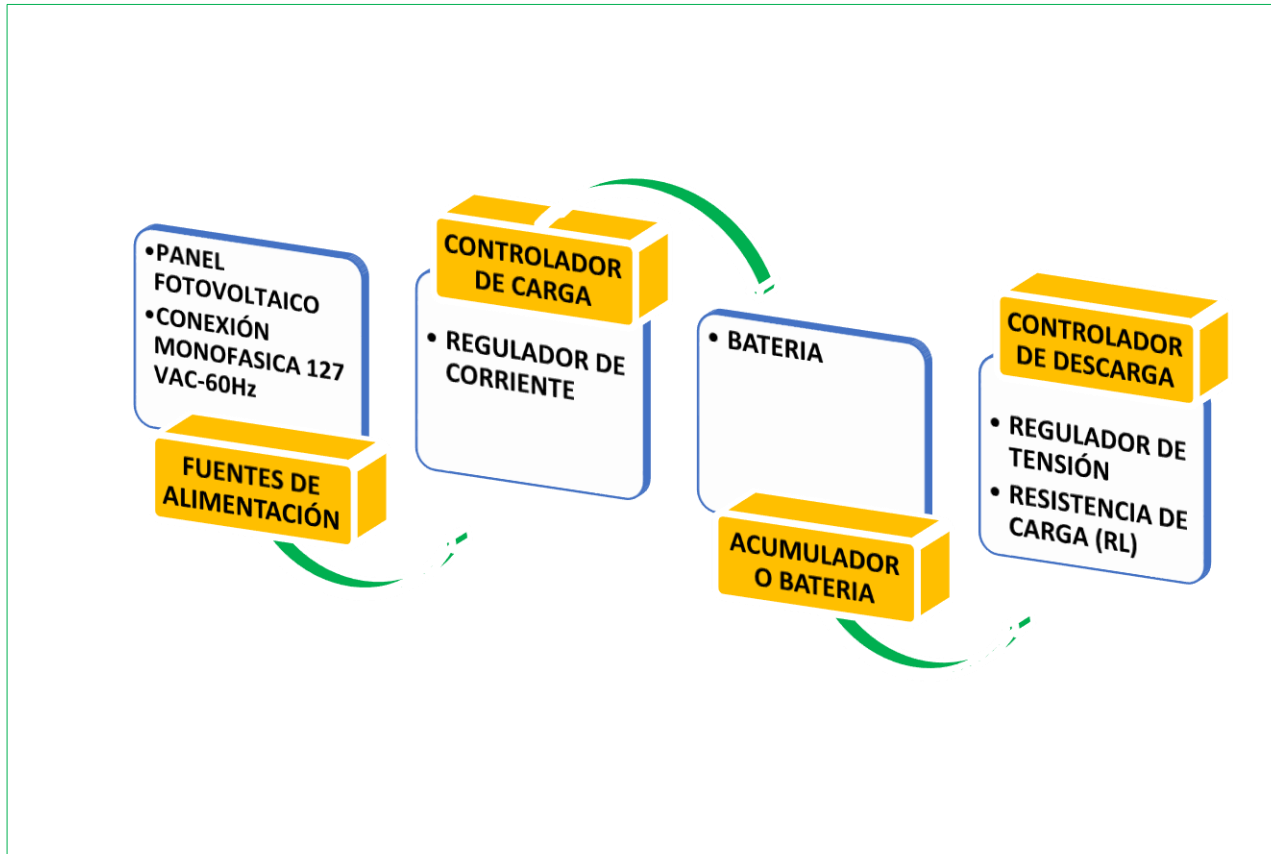 •PANEL
FOTOVOLTAICO
•CONEXIÓN
MONOFASICA 127
VAC-60Hz
FUENTES DE
ALIMENTACIÓN
CONTROLADOR
DE CARGA
• REGULADOR DE
CORRIENTE
• BATERIA
ACUMULADOR
O BATERIA
CONTROLADOR
DE DESCARGA
• REGULADOR DE
TENSIÓN
• RESISTENCIA DE
CARGA (RL)